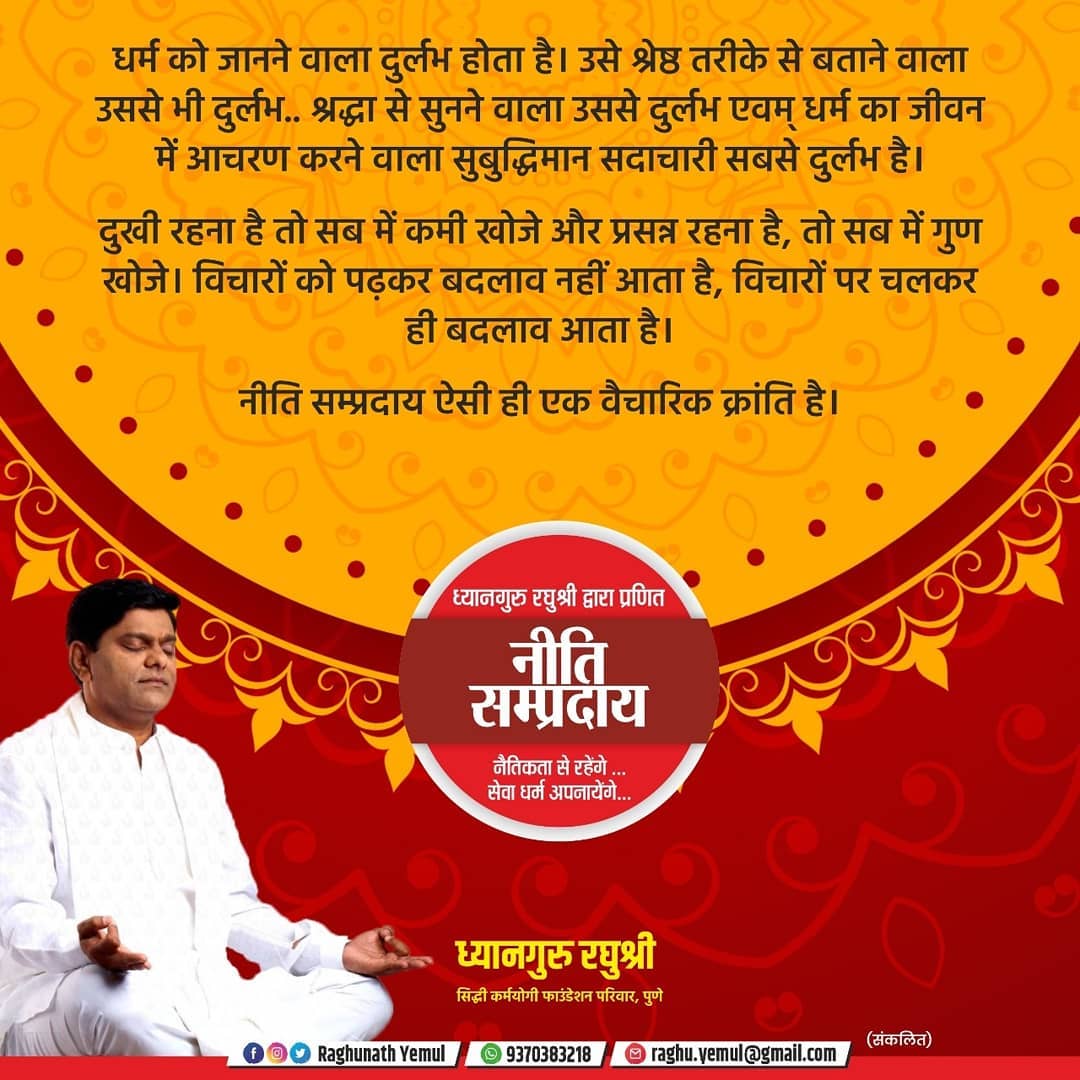 धर्म को जानने वाला दुर्लभ होता है। उसे श्रेष्ठ तरीके से बताने वाला
उससे भी दुर्लभ.. श्रद्धा से सुनने वाला उससे दुर्लभ एवम् धर्म का जीवन
में आचरण करने वाला सुबुद्धिमान सदाचारी सबसे दुर्लभ है।
दुखी रहना है तो सब में कमी खोजे और प्रसन्न रहना है, तो सब में गुण
खोजे। विचारों को पढ़कर बदलाव नहीं आता है, विचारों पर चलकर
ही बदलाव आता है।
नीति सम्प्रदाय ऐसी ही एक वैचारिक क्रांति है।
ध्यानगुरु रघुश्री द्वारा प्रणित
नीति
सम्प्रदाय
नैतिकता से रहेंगे ...
सेवा धर्म अपनायेंगे...
ध्यानगुरु रघुश्री
सिद्धी कर्मयोगी फाउंडेशन परिवार, पुणे
(संकलित)
Raghunath Yemul 9370383218 raghu.yemul@gmail.com